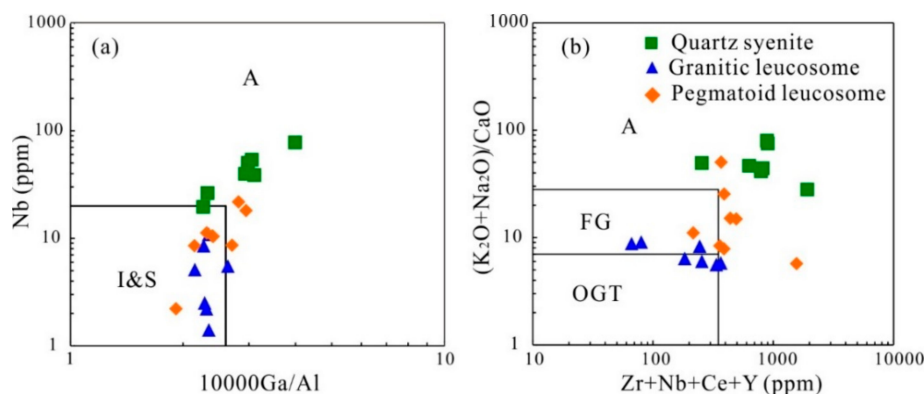 (a)
A
I&S
Nb (ppm)
1000
100
10
1
1
10
10000Ga/Al
(b)
Quartz syenite
Granitic leucosome
Pegmatoid leucosome
A
FG
OGT
(K₂O+Na₂O)/CaO
1000
100
10
1
10
100
1000
10000
Zr+Nb+Ce+Y (ppm)